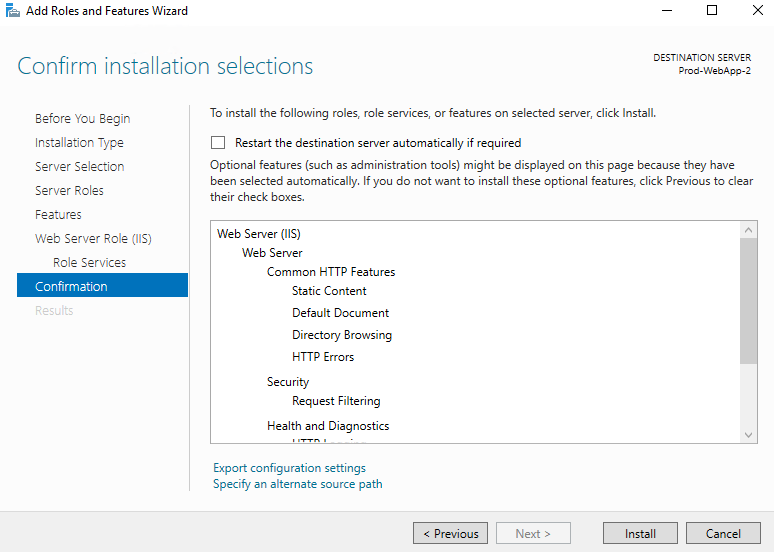 Add Roles and Features Wizard
Confirm installation selections
DESTINATION SERVER
Prod-WebApp-2
Before You Begin
Installation Type
Server Selection
Server Roles
Features
Web Server Role (IIS)
Role Services
Confirmation
Results
To install the following roles, role services, or features on selected server, click Install.
Restart the destination server automatically if required
Optional features (such as administration tools) might be displayed on this page because they have
been selected automatically. If you do not want to install these optional features, click Previous to clear
their check boxes.
Web Server (IIS)
Web Server
Common HTTP Features
Static Content
Default Document
Directory Browsing
HTTP Errors
Security
Request Filtering
Health and Diagnostics
Export configuration settings
Specify an alternate source path
< Previous
Next >
Install
Cancel